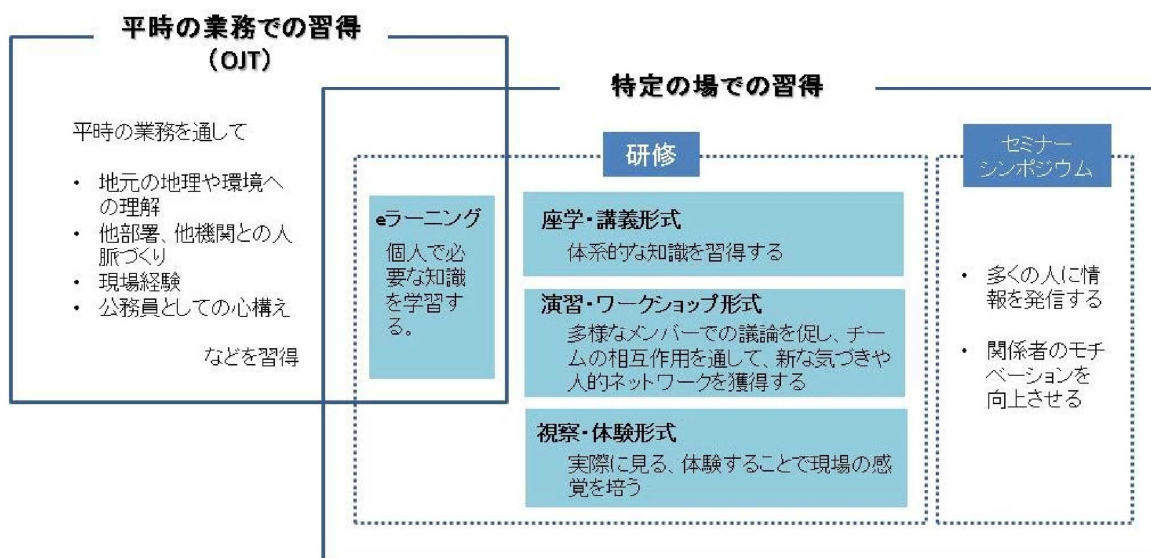 平時の業務での習得
（OJT）
平時の業務を通して
・ 地元の地理や環境へ
の理解
・ 他部署、他機関との人
脈づくり
・ 現場経験
・ 公務員としての心構え
などを習得
特定の場での習得
研修
eラーニング
個人で必
要な知識
を学習す
る。
座学・講義形式
体系的な知識を習得する
演習・ワークショップ形式
多様なメンバーでの議論を促し、チー
ムの相互作用を通して、新な気づきや
人的ネットワークを獲得する
視察・体験形式
実際に見る、体験することで現場の感
覚を培う
セミナー
シンポジウム
・ 多くの人に情
報を発信する
・ 関係者のモチ
ベーションを
向上させる